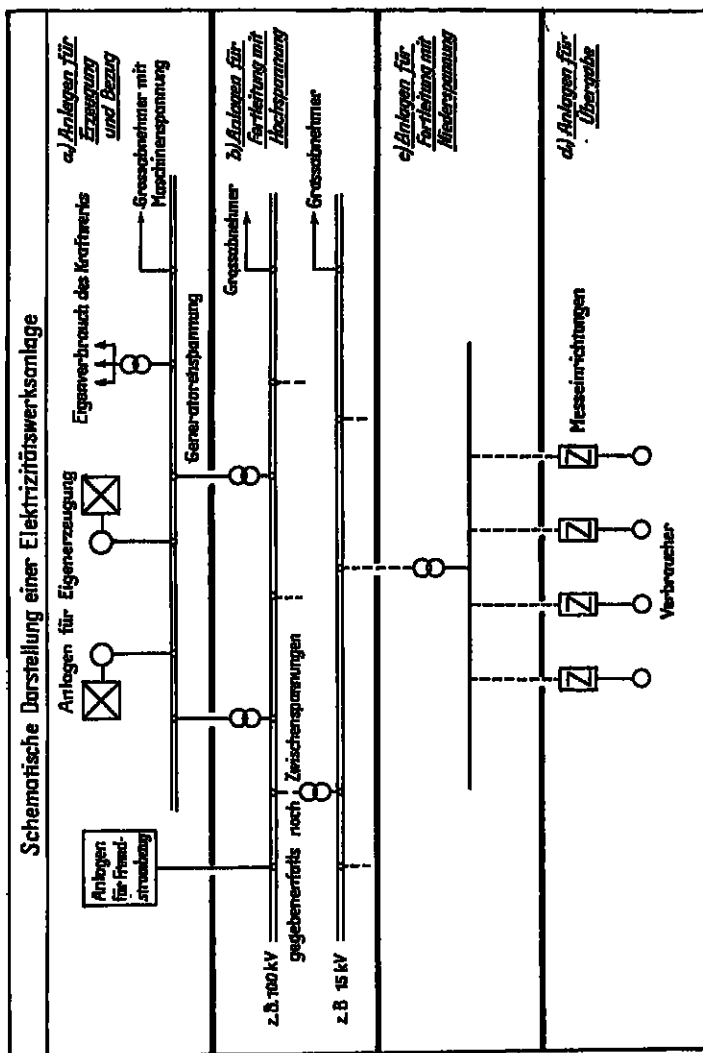 Schematische Darstellung einer Elektrizitätswerksanlage
a.) Anlagen für
Erzeugung
und Bezug
Eigenverbrauch des Kraftwerks
Grossabnehmer mit
Maschinenspannung
Anlagen für Eigenerzeugung
Anlagen
für Fremd-
strombezug
Generatorenspannung
b.) Anlagen für
Fortleitung mit
Hochspannung
Grossabnehmer
z.B. 100 kV
gegebenenfalls noch Zwischenspannungen
Grossabnehmer
z.B 15 kV
c) Anlagen für
Fortleitung mit
Niederspannung
d.) Anlagen für
Übergabe
Z Z Z Z
Messeinrichtungen
Verbraucher